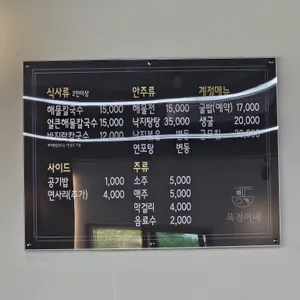 식사류 2인이상
해물칼국수 15,000
얼큰해물칼국수 15,000
바지락칼국수 12,000
사이드
공기밥 1,000
면사리(추가) 4,000
안주류
해물전 15,000
낙지탕탕 35,000
낙지볶음 변동
연포탕 변동
주류
소주 5,000
맥주 5,000
막걸리 4,000
음료수 2,000
계절메뉴
굴밥(예약) 17,000
생굴 20,000
옥경이네